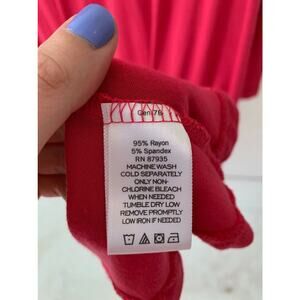 95% Rayon
5% Spandex
RN 87935
MACHINE WASH
COLD SEPARATELY
ONLY NON-
CHLORINE BLEACH
WHEN NEEDED
TUMBLE DRY LOW
REMOVE PROMPTLY
LOW IRON IF NEEDED